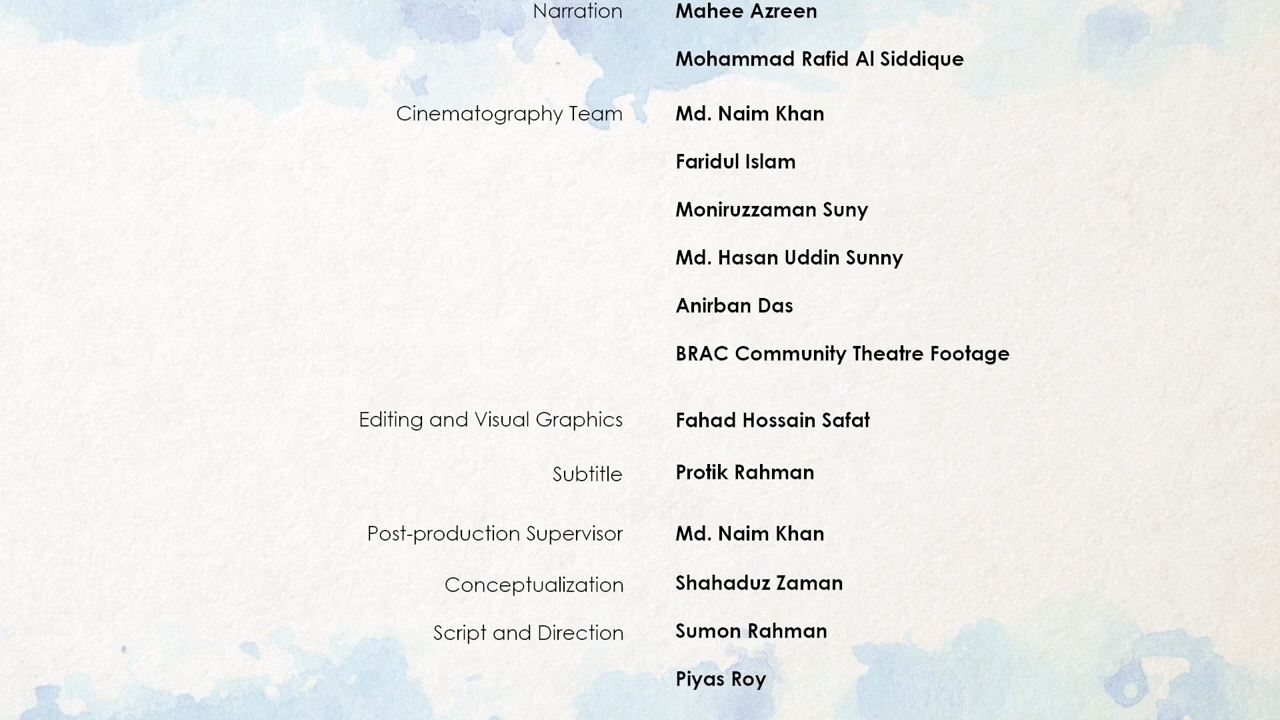 Narration Mahee Azreen
Mohammad Rafid Al Siddique
Cinematography Team Md. Naim Khan
Faridul Islam
Moniruzzaman Suny
Md. Hasan Uddin Sunny
Anirban Das
BRAC Community Theatre Footage
Editing and Visual Graphics Fahad Hossain Safat
Subtitle Protik Rahman
Post-production Supervisor Md. Naim Khan
Conceptualization Shahaduz Zaman
Script and Direction Sumon Rahman
Piyas Roy